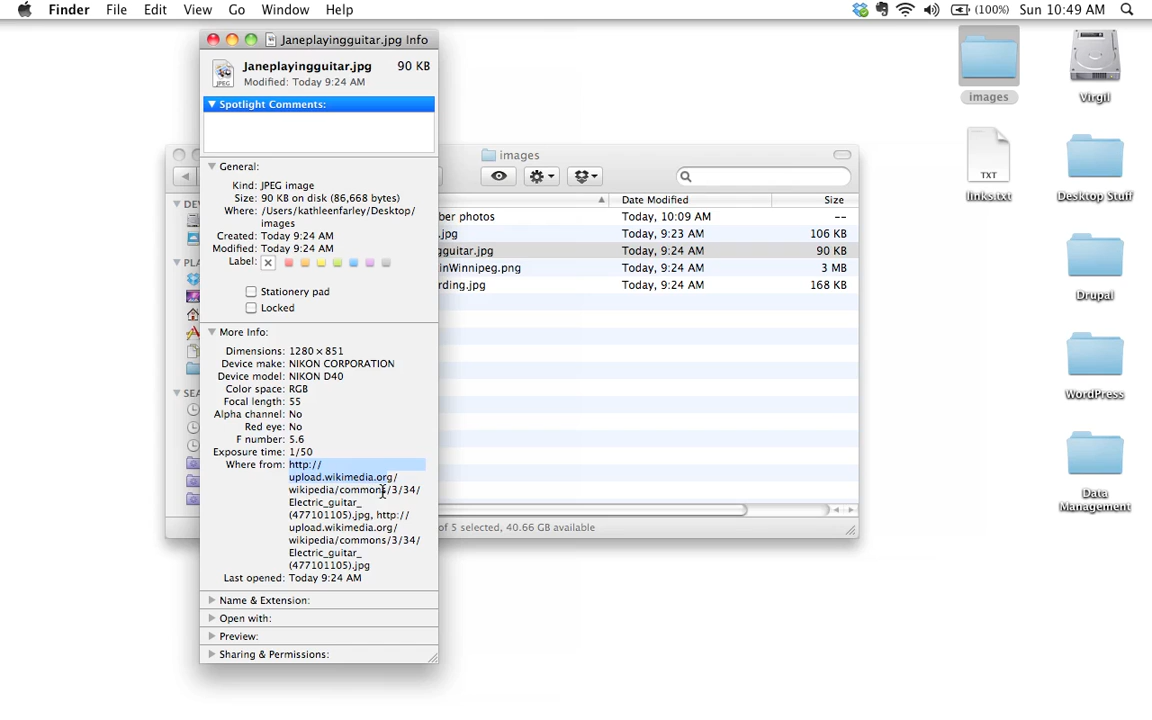 Finder File Edit View Go Window Help (100%) Sun 10:49 AM
Janeplayingguitar.jpg Info
Janeplayingguitar.jpg 90 KB
Modified: Today 9:24 AM
Spotlight Comments:
General:
Kind: JPEG image
Size: 90 KB on disk (86,668 bytes)
Where: /Users/kathleenfarley/Desktop/
images
Created: Today 9:24 AM
Modified: Today 9:24 AM
Label:
Stationery pad
Locked
More Info:
Dimensions: 1280 × 851
Device make: NIKON CORPORATION
Device model: NIKON D40
Color space: RGB
Focal length: 55
Alpha channel: No
Red eye: No
F number: 5.6
Exposure time: 1/50
Where from: http://
upload.wikimedia.org/
wikipedia/commons/3/34/
Electric_guitar_
(477101105).jpg, http://
upload.wikimedia.org/
wikipedia/commons/3/34/
Electric_guitar_
(477101105).jpg
Last opened: Today 9:24 AM
Name & Extension:
Open with:
Preview:
Sharing & Permissions:
images
DE
PLA
SEA
Date Modified Size
ber photos Today, 10:09 AM --
.jpg Today, 9:23 AM 106 KB
gguitar.jpg Today, 9:24 AM 90 KB
inWinnipeg.png Today, 9:24 AM 3 MB
rding.jpg Today, 9:24 AM 168 KB
of 5 selected, 40.66 GB available
images
Virgil
TXT
links.txt
Desktop Stuff
Drupal
WordPress
Data
Management
JPEG